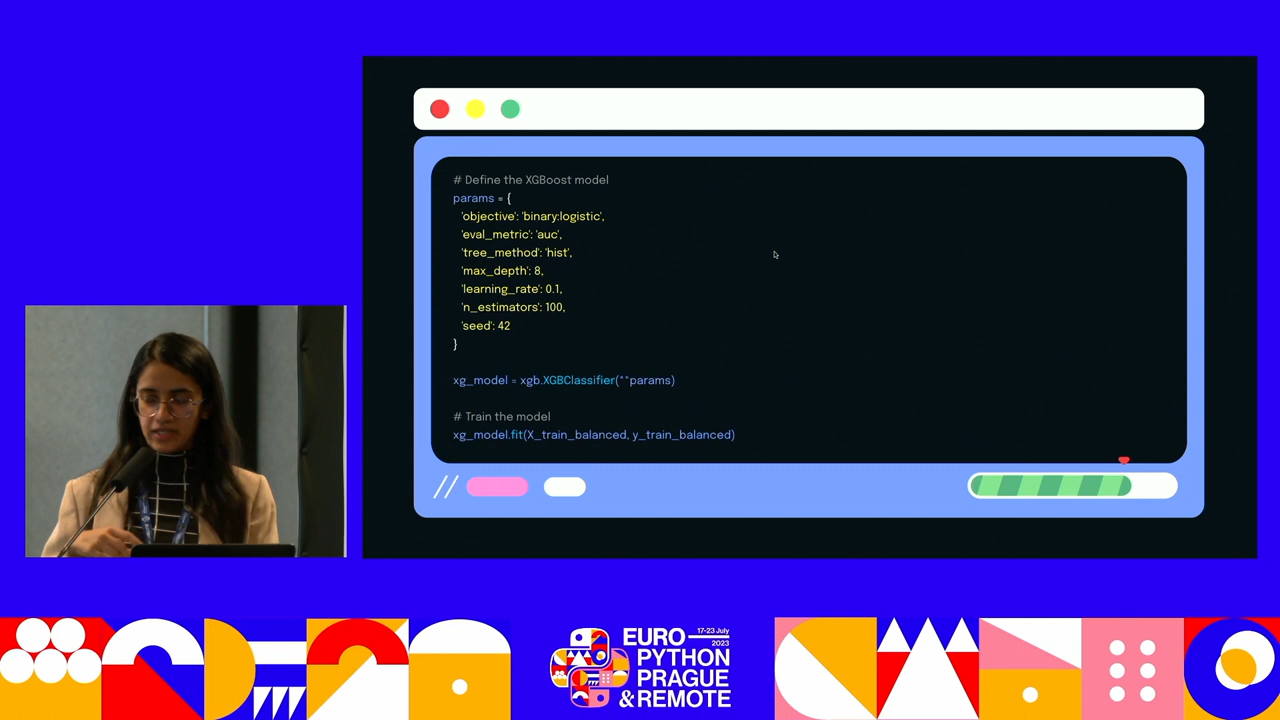 # Define the XGBoost model
params = {
'objective': 'binary:logistic',
'eval_metric': 'auc',
'tree_method': 'hist',
'max_depth': 8,
'learning_rate': 0.1,
'n_estimators': 100,
'seed': 42
}
xg_model = xgb.XGBClassifier(**params)
# Train the model
xg_model.fit(X_train_balanced, y_train_balanced)
//
17-23 July
2023
EURO
PYTHON
PRAGUE
& REMOTE